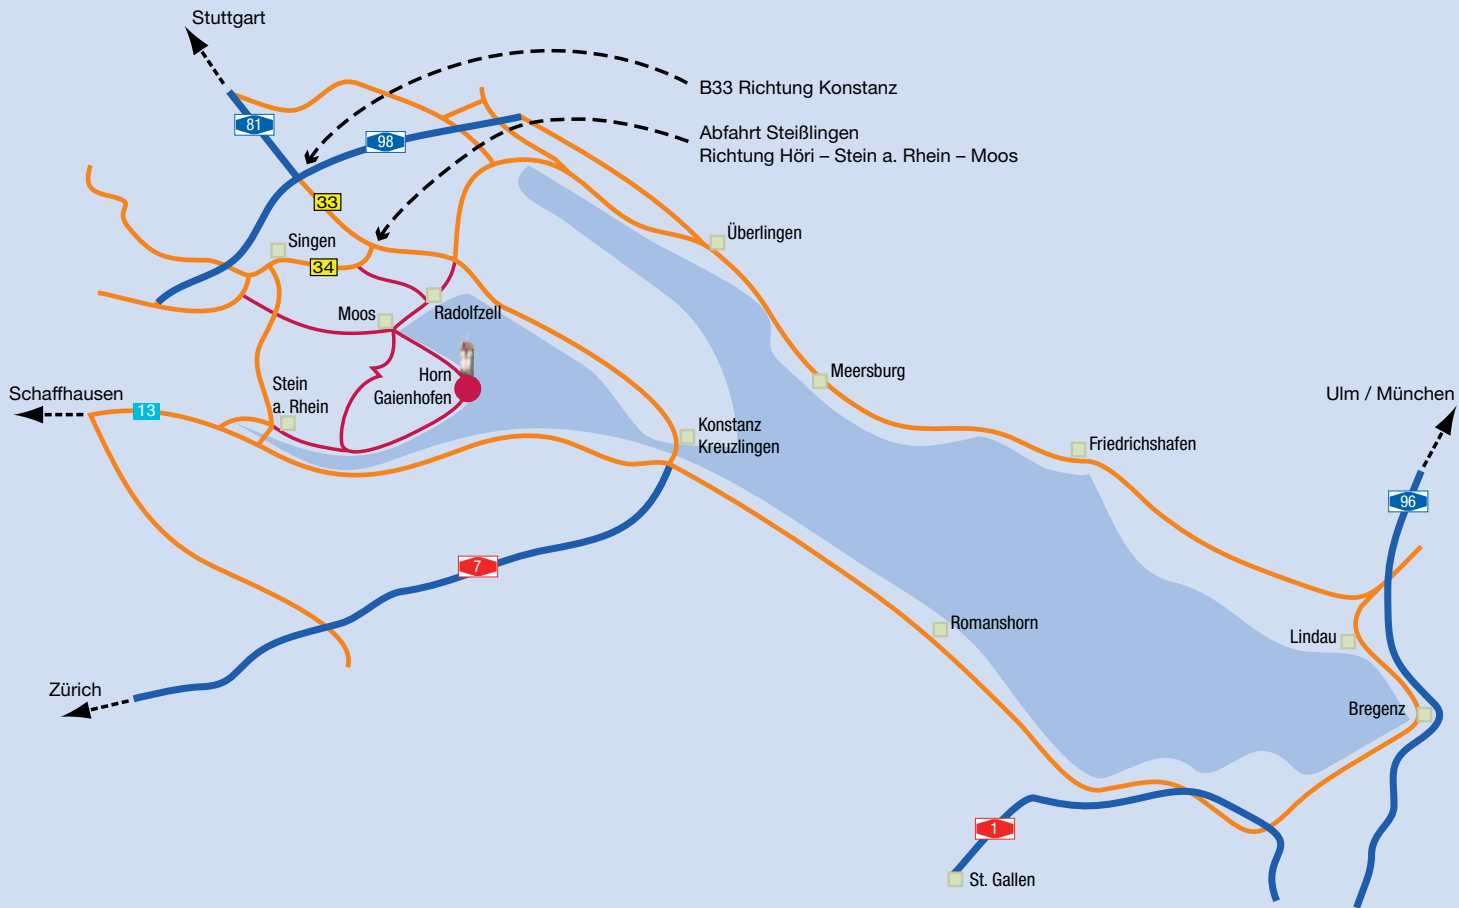 Stuttgart
B33 Richtung Konstanz
81
98
Abfahrt Steißlingen
Richtung Höri – Stein a. Rhein – Moos
33
Überlingen
Singen
34
Moos
Radolfzell
Horn
Gaienhofen
Meersburg
Schaffhausen
13
Stein
a. Rhein
Ulm / München
Konstanz
Kreuzlingen
Friedrichshafen
96
7
Romanshorn
Lindau
Zürich
Bregenz
1
St. Gallen